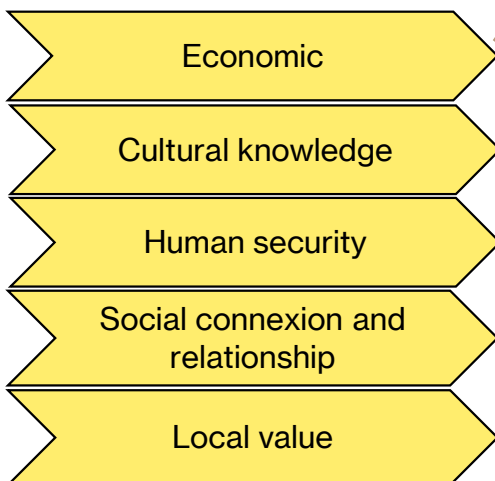 Economic
Cultural knowledge
Human security
Social connexion and
relationship
Local value